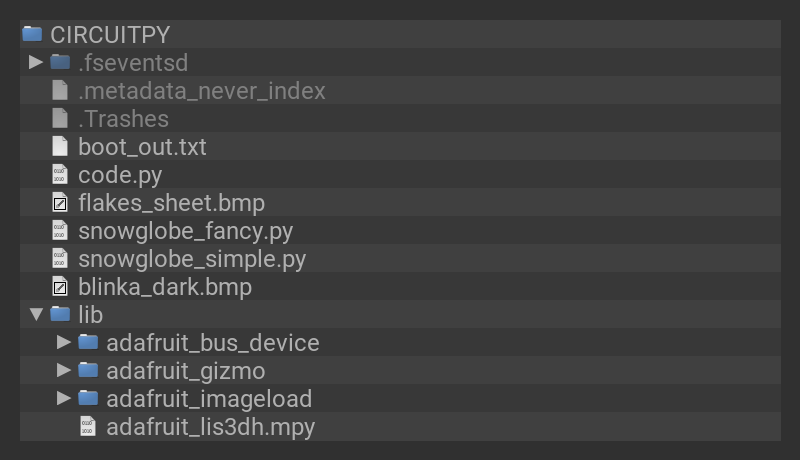 CIRCUITPY
.fseventsd
.metadata_never_index
.Trashes
boot_out.txt
code.py
flakes_sheet.bmp
snowglobe_fancy.py
snowglobe_simple.py
blinka_dark.bmp
lib
adafruit_bus_device
adafruit_gizmo
adafruit_imageload
adafruit_lis3dh.mpy